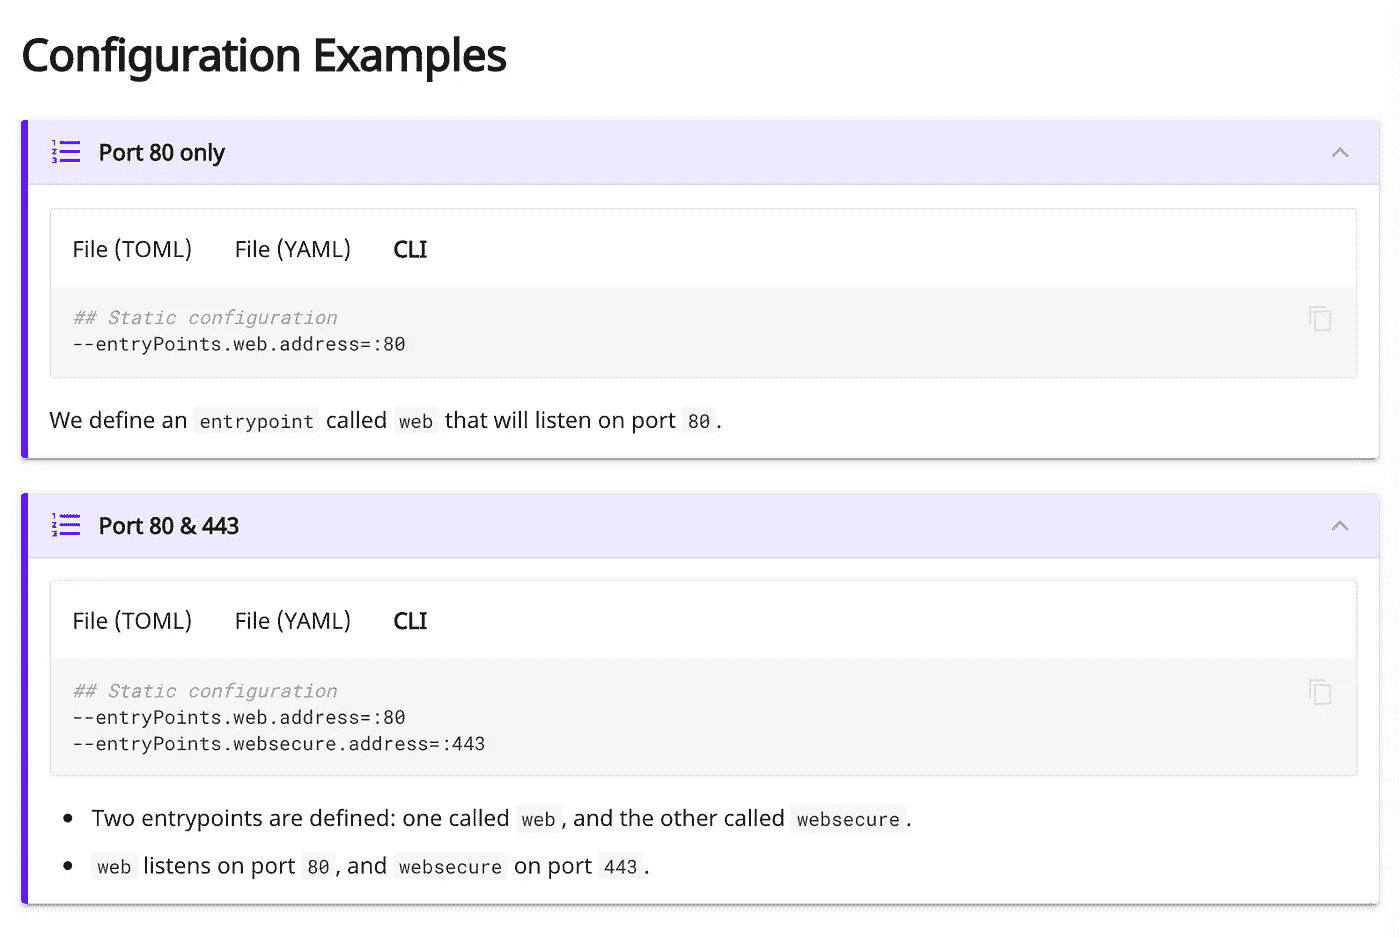 Configuration Examples
Port 80 only
File (TOML) File (YAML) CLI
## Static configuration
--entryPoints.web.address=:80
We define an entrypoint called web that will listen on port 80.
Port 80 & 443
File (TOML) File (YAML) CLI
## Static configuration
--entryPoints.web.address=:80
--entryPoints.websecure.address=:443
• Two entrypoints are defined: one called web, and the other called websecure.
• web listens on port 80, and websecure on port 443.